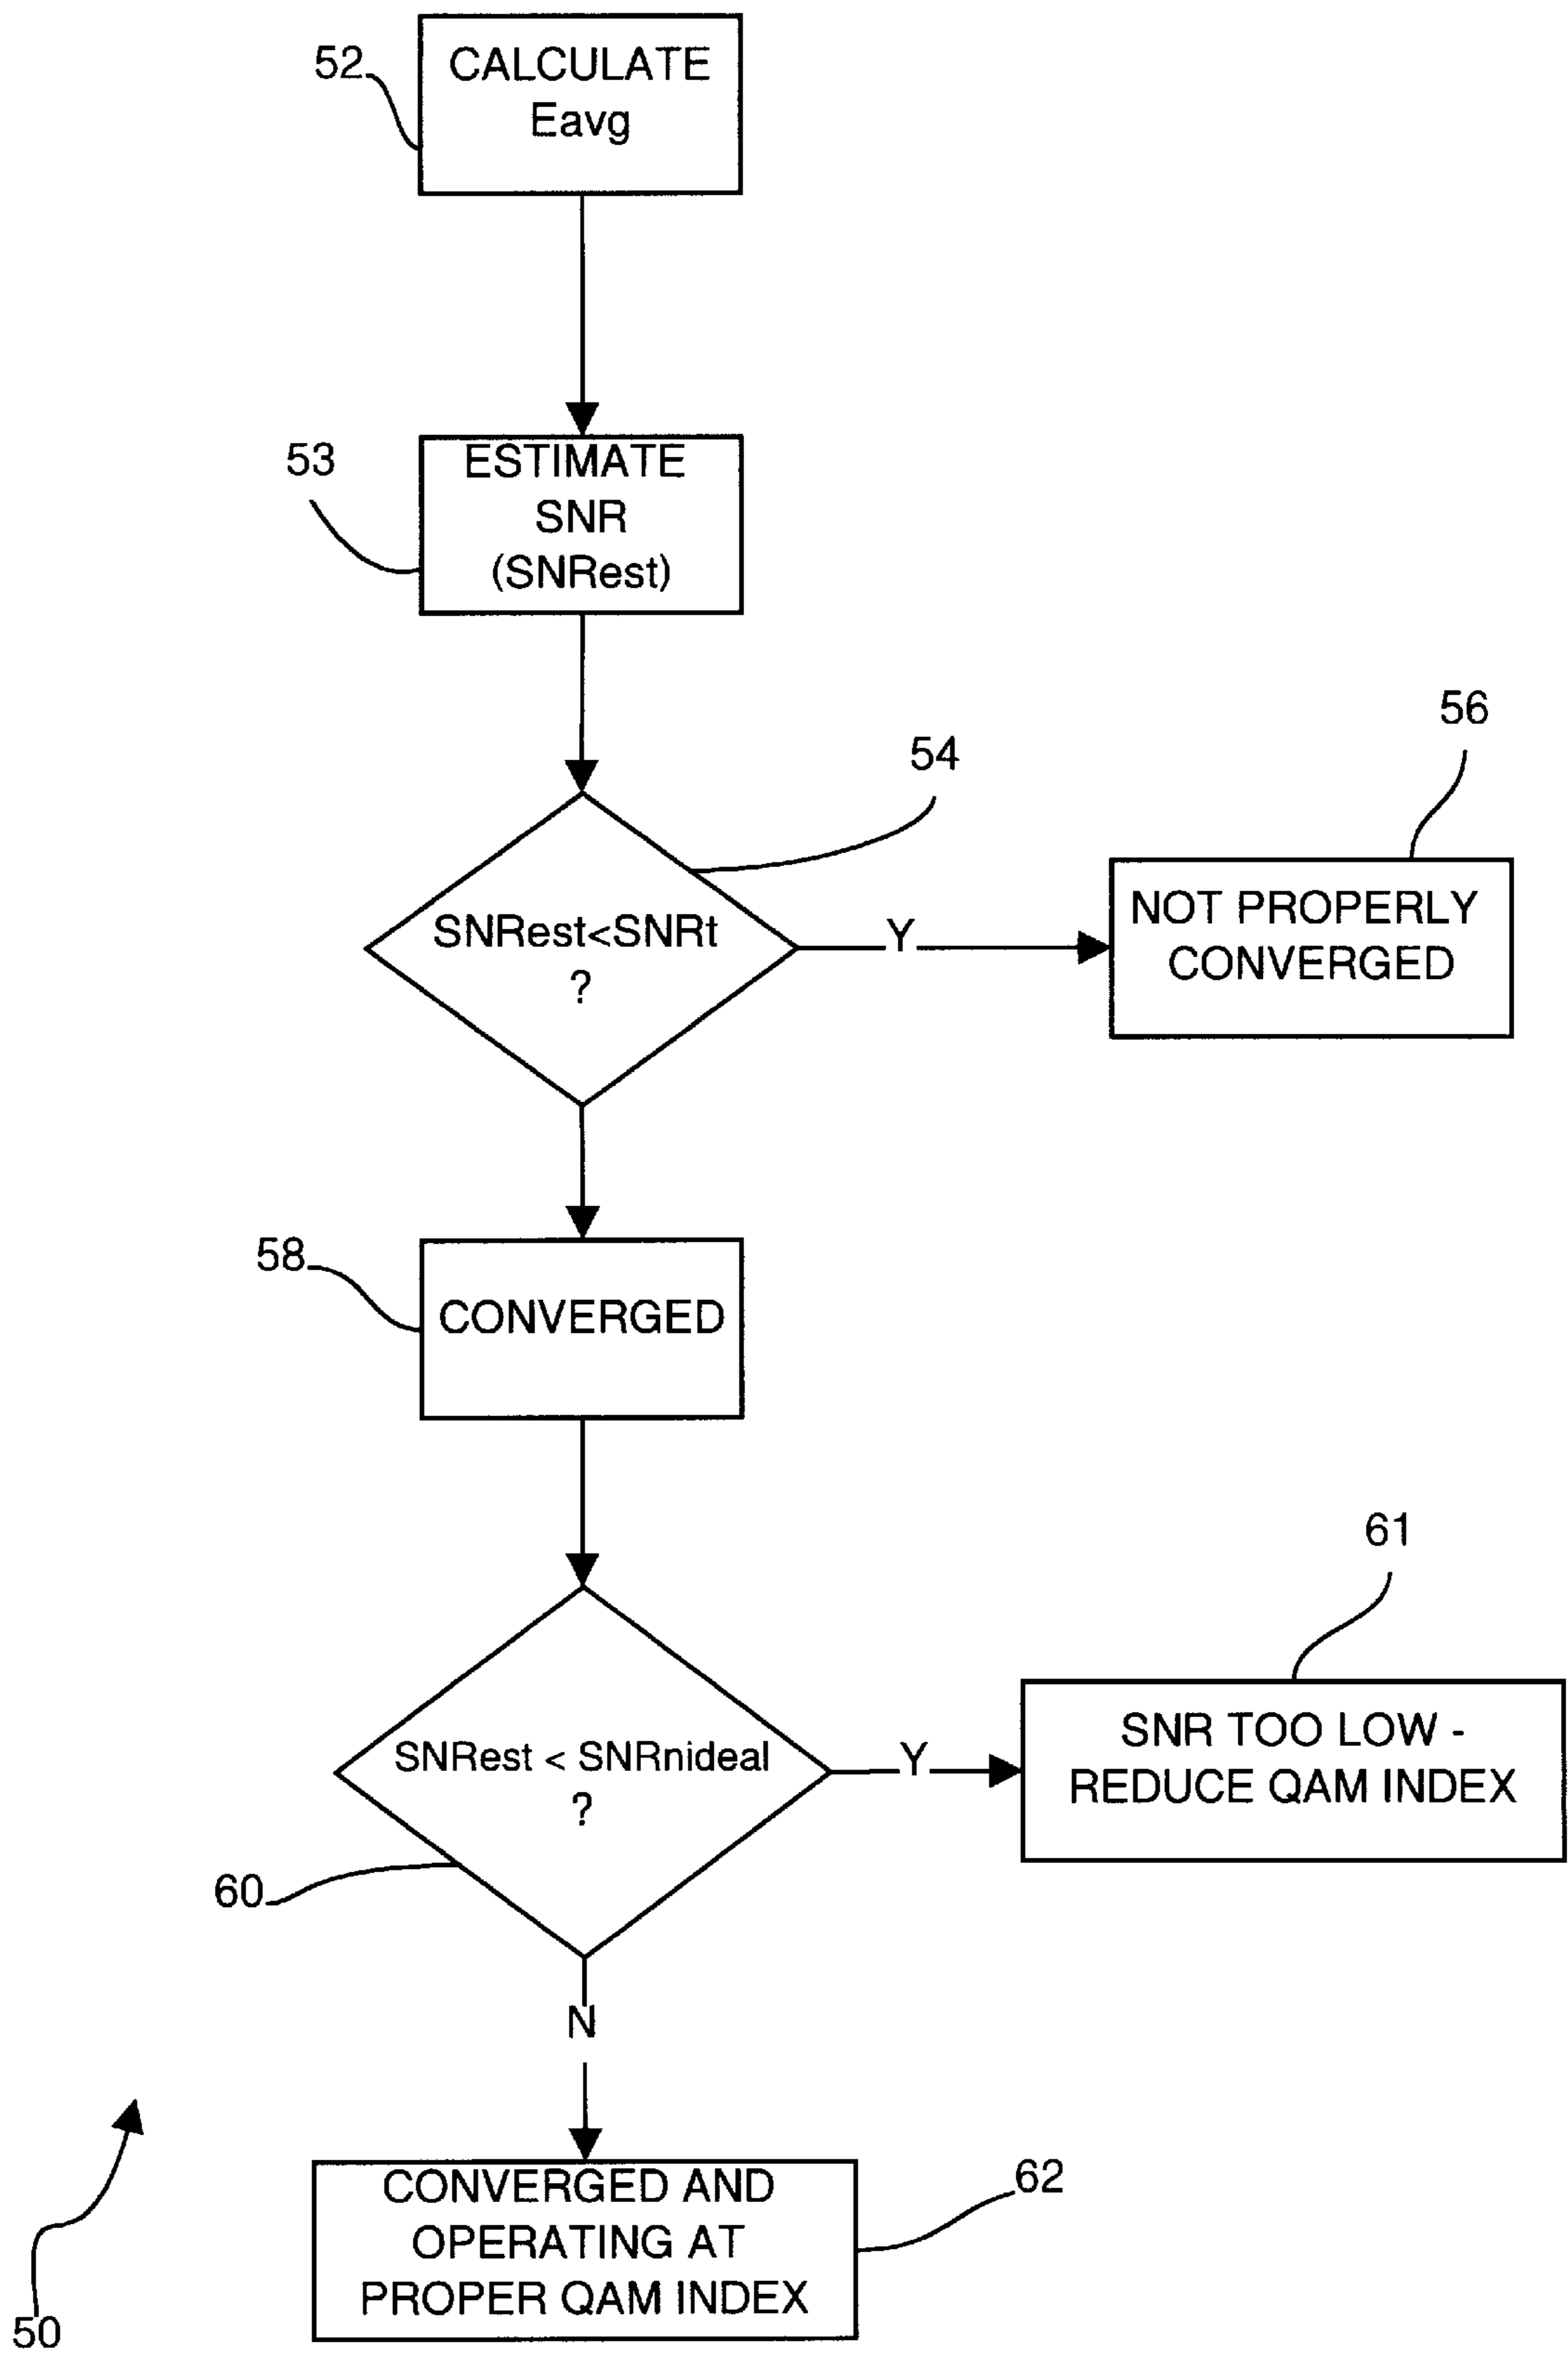 52
CALCULATE
Eavg
53
ESTIMATE
SNR
(SNRest)
54
56
SNRest<SNRt
?
Y
NOT PROPERLY
CONVERGED
58
CONVERGED
61
SNRest < SNRnideal
?
Y
SNR TOO LOW -
REDUCE QAM INDEX
60
N
CONVERGED AND
OPERATING AT
PROPER QAM INDEX
62
50